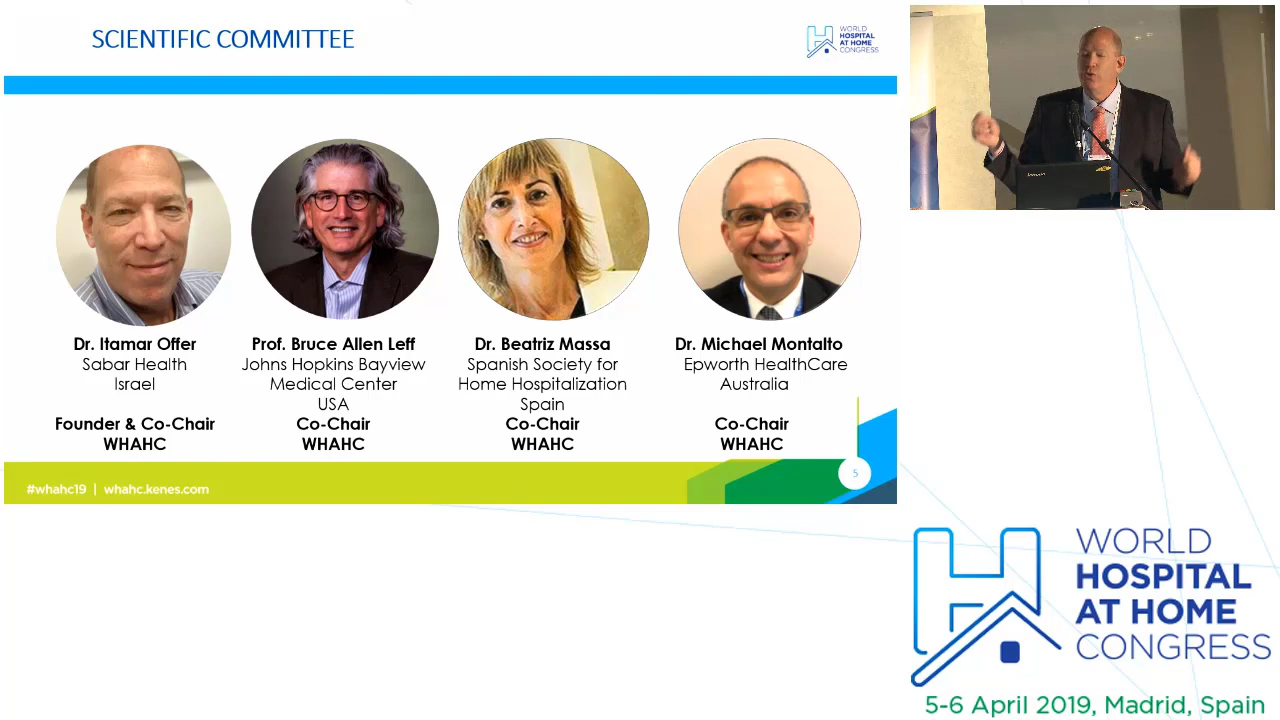 SCIENTIFIC COMMITTEE
WORLD
HOSPITAL
AT HOME
CONGRESS
Dr. Itamar Offer
Sabar Health
Israel
Founder & Co-Chair
WHAHC
Prof. Bruce Allen Leff
Johns Hopkins Bayview
Medical Center
USA
Co-Chair
WHAHC
Dr. Beatriz Massa
Spanish Society for
Home Hospitalization
Spain
Co-Chair
WHAHC
Dr. Michael Montalto
Epworth HealthCare
Australia
Co-Chair
WHAHC
#whahc19 | whahc.kenes.com
5
lenovo
WORLD
HOSPITAL
AT HOME
CONGRESS
5-6 April 2019, Madrid, Spain